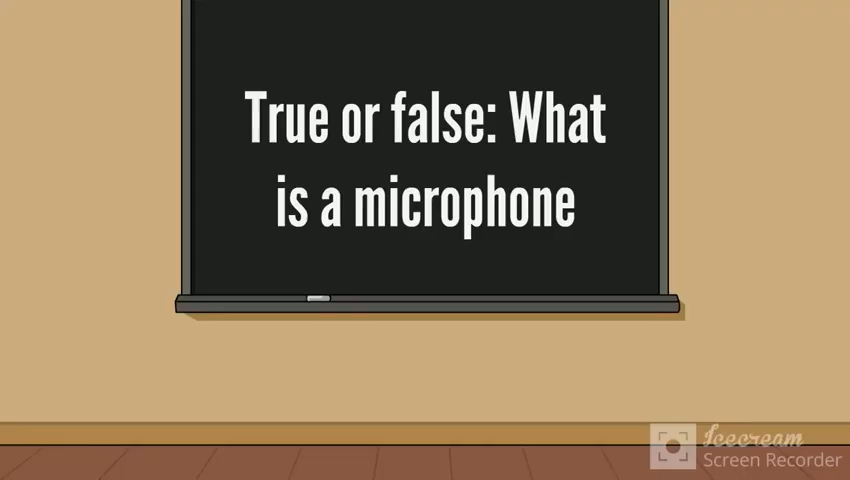 True or false: What
is a microphone
Icecream
Screen Recorder